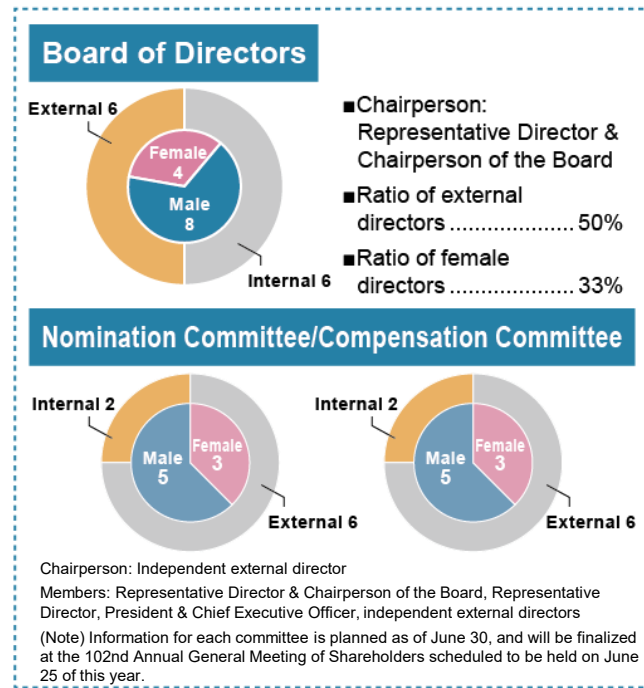 Board of Directors
External 6
Female
4
Male
8
Internal 6
■Chairperson:
Representative Director &
Chairperson of the Board
■Ratio of external
directors ..................... 50%
■Ratio of female
directors ..................... 33%
Nomination Committee/Compensation Committee
Internal 2
Male
5
Female
3
External 6
Internal 2
Male
5
Female
3
External 6
Chairperson: Independent external director
Members: Representative Director & Chairperson of the Board, Representative
Director, President & Chief Executive Officer, independent external directors
(Note) Information for each committee is planned as of June 30, and will be finalized
at the 102nd Annual General Meeting of Shareholders scheduled to be held on June
25 of this year.